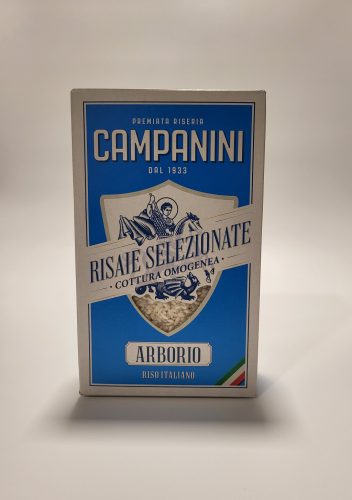 PREMIATA RISERIA
CAMPANINI
DAL 1933
RISAIE SELEZIONATE
· COTTURA OMOGENEA ·
ARBORIO
RISO ITALIANO